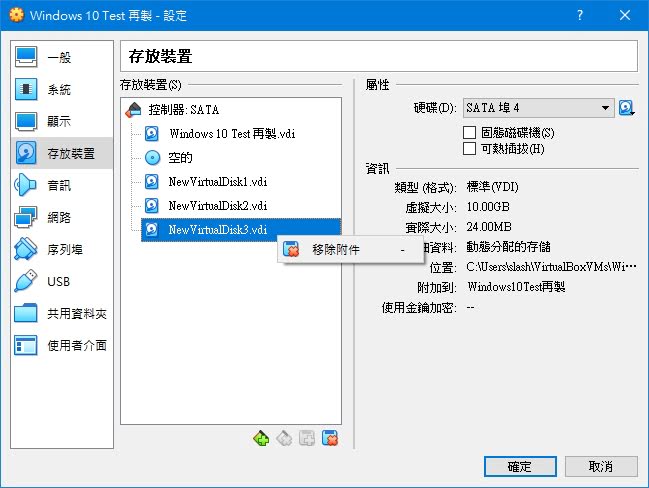 Windows 10 Test 再製 - 設定
一般
系統
顯示
存放裝置
音訊
網路
序列埠
USB
共用資料夾
使用者介面
存放裝置
存放裝置(S)
控制器: SATA
Windows 10 Test 再製.vdi
空的
NewVirtualDisk1.vdi
NewVirtualDisk2.vdi
NewVirtualDisk3.vdi
移除附件 -
屬性
硬碟(D): SATA 埠 4
固態磁碟機(S)
可熱插拔(H)
資訊
類型 (格式): 標準(VDI)
虛擬大小: 10.00GB
實際大小: 24.00MB
細資料: 動態分配的存儲
位置: C:\Users\slash\VirtualBoxVMs\Wi⋯
附加到: Windows10Test再製
使用金鑰加密: --
確定
取消